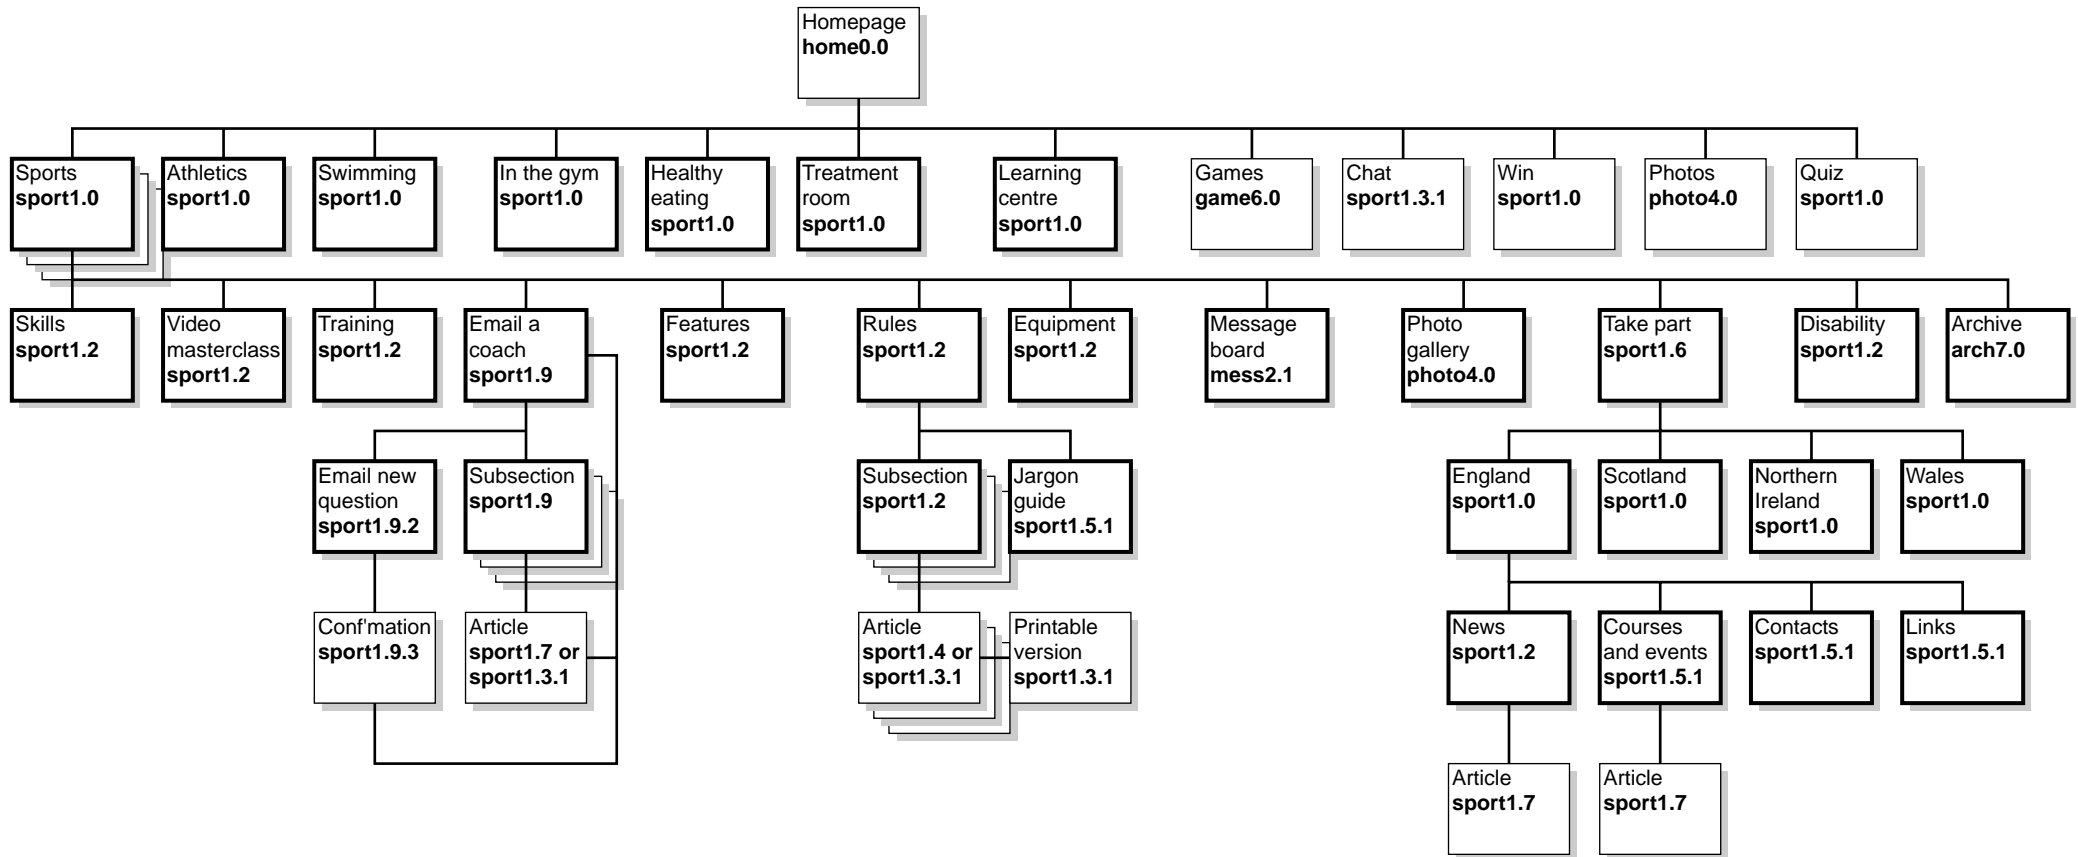 Homepage
home0.0
Sports
sport1.0
Athletics
sport1.0
Swimming
sport1.0
In the gym
sport1.0
Healthy
eating
sport1.0
Treatment
room
sport1.0
Learning
centre
sport1.0
Games
game6.0
Chat
sport1.3.1
Win
sport1.0
Photos
photo4.0
Quiz
sport1.0
Skills
sport1.2
Video
masterclass
sport1.2
Training
sport1.2
Email a
coach
sport1.9
Features
sport1.2
Rules
sport1.2
Equipment
sport1.2
Message
board
mess2.1
Photo
gallery
photo4.0
Take part
sport1.6
Disability
sport1.2
Archive
arch7.0
Email new
question
sport1.9.2
Subsection
sport1.9
Subsection
sport1.2
Jargon
guide
sport1.5.1
England
sport1.0
Scotland
sport1.0
Northern
Ireland
sport1.0
Wales
sport1.0
Conf'mation
sport1.9.3
Article
sport1.7 or
sport1.3.1
Article
sport1.4 or
sport1.3.1
Printable
version
sport1.3.1
News
sport1.2
Courses
and events
sport1.5.1
Contacts
sport1.5.1
Links
sport1.5.1
Article
sport1.7
Article
sport1.7